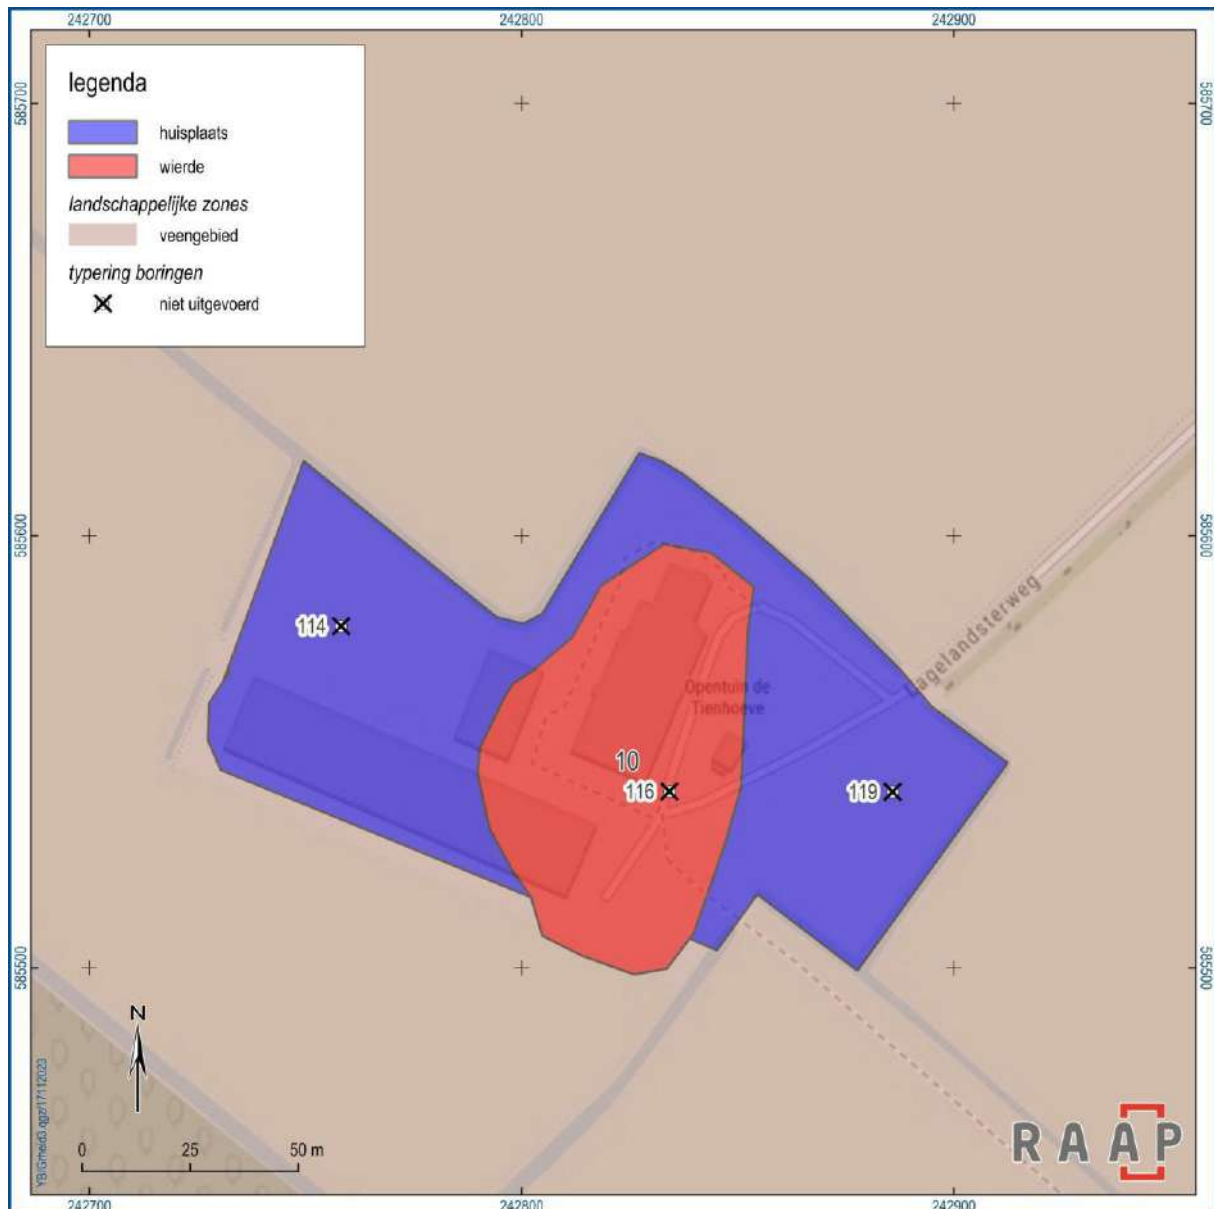 242700
242800
242900
585700
585700
legenda
huisplaats
wierde
landschappelijke zones
veengebied
typering boringen
niet uitgevoerd
585600
585600
Lagelandsterweg
114
Opentuin de
Tienhoeve
10
116
119
585500
585500
N
0 25 50 m
RAAP
242700
242800
242900